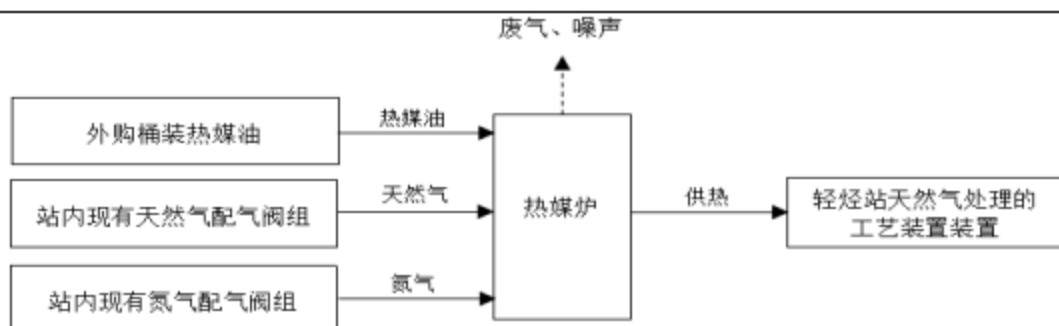 废气、噪声
外购桶装热媒油
热媒油
站内现有天然气配气阀组
天然气
热媒炉
供热
轻烃站天然气处理的
工艺装置装置
站内现有氮气配气阀组
氮气